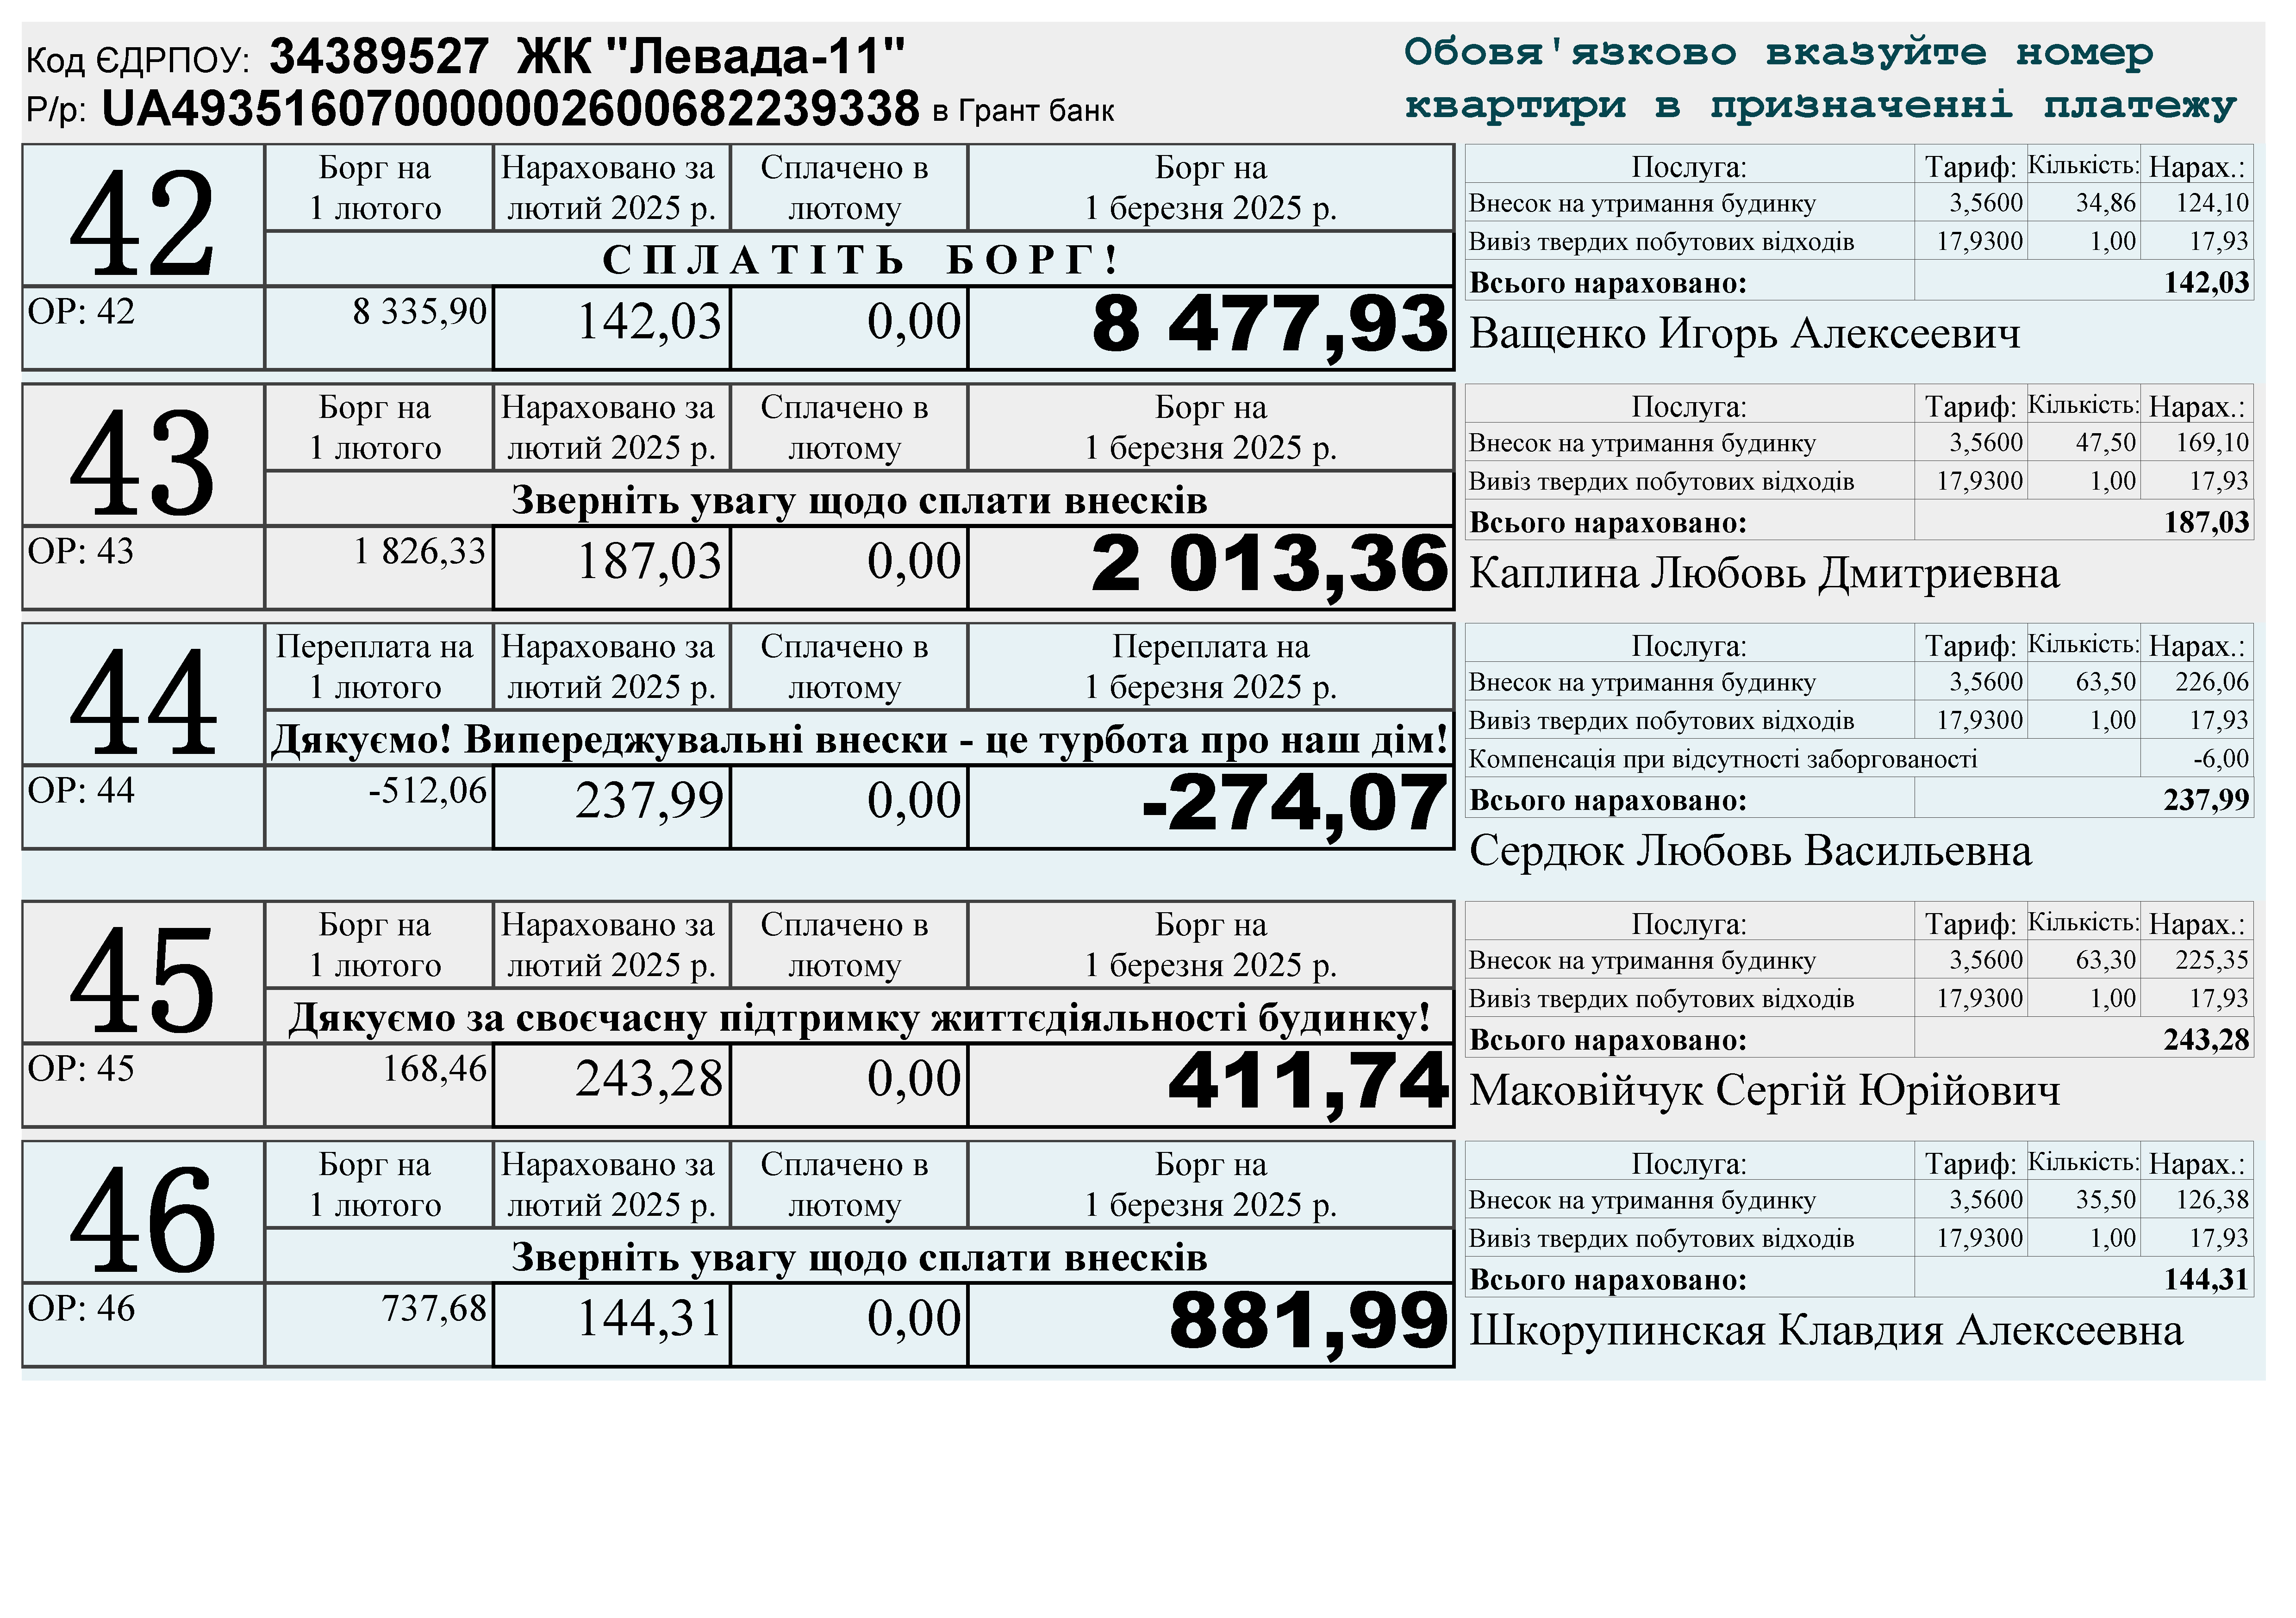 Код ЄДРПОУ: 34389527 ЖК "Левада-11"
Р/р: UA493516070000002600682239338 в Грант банк
Обовя'язково вказуйте номер
квартири в призначенні платежу
42
Борг на
1 лютого
Нараховано за
лютий 2025 р.
Сплачено в
лютому
Борг на
1 березня 2025 р.
СПЛАТІТЬ БОРГ!
ОР: 42 8 335,90 142,03 0,00 8 477,93
Послуга: Тариф: Кількість: Нарах.:
Внесок на утримання будинку 3,5600 34,86 124,10
Вивіз твердих побутових відходів 17,9300 1,00 17,93
Всього нараховано: 142,03
Ващенко Игорь Алексеевич
43
Борг на
1 лютого
Нараховано за
лютий 2025 р.
Сплачено в
лютому
Борг на
1 березня 2025 р.
Зверніть увагу щодо сплати внесків
ОР: 43 1 826,33 187,03 0,00 2 013,36
Послуга: Тариф: Кількість: Нарах.:
Внесок на утримання будинку 3,5600 47,50 169,10
Вивіз твердих побутових відходів 17,9300 1,00 17,93
Всього нараховано: 187,03
Каплина Любовь Дмитриевна
44
Переплата на
1 лютого
Нараховано за
лютий 2025 р.
Сплачено в
лютому
Переплата на
1 березня 2025 р.
Дякуємо! Випереджувальні внески - це турбота про наш дім!
ОР: 44 -512,06 237,99 0,00 -274,07
Послуга: Тариф: Кількість: Нарах.:
Внесок на утримання будинку 3,5600 63,50 226,06
Вивіз твердих побутових відходів 17,9300 1,00 17,93
Компенсація при відсутності заборгованості -6,00
Всього нараховано: 237,99
Сердюк Любовь Васильевна
45
Борг на
1 лютого
Нараховано за
лютий 2025 р.
Сплачено в
лютому
Борг на
1 березня 2025 р.
Дякуємо за своєчасну підтримку життєдіяльності будинку!
ОР: 45 168,46 243,28 0,00 411,74
Послуга: Тариф: Кількість: Нарах.:
Внесок на утримання будинку 3,5600 63,30 225,35
Вивіз твердих побутових відходів 17,9300 1,00 17,93
Всього нараховано: 243,28
Маковійчук Сергій Юрійович
46
Борг на
1 лютого
Нараховано за
лютий 2025 р.
Сплачено в
лютому
Борг на
1 березня 2025 р.
Зверніть увагу щодо сплати внесків
ОР: 46 737,68 144,31 0,00 881,99
Послуга: Тариф: Кількість: Нарах.:
Внесок на утримання будинку 3,5600 35,50 126,38
Вивіз твердих побутових відходів 17,9300 1,00 17,93
Всього нараховано: 144,31
Шкорупинская Клавдия Алексеевна